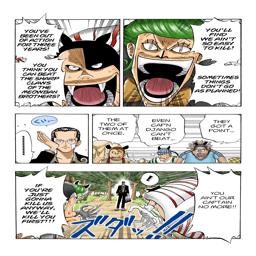 YOU'LL
FIND
WE AIN'T
SO EASY
TO KILL!
SOMETIMES
THINGS
DON'T GO
AS PLANNED!
YOU'VE
BEEN OUT
OF ACTION
FOR THREE
YEARS!
YOU
THINK YOU
CAN BEAT
THE SHARP
CLAWS
OF THE
MEOWBAN
BROTHERS!?
THEY
GOT A
POINT...
EVEN
CAP'N
DJANGO
CAN'T
BEAT...
THE
TWO OF
THEM AT
ONCE.
YOU
AIN'T OUR
CAPTAIN
NO MORE!!
IF
YOU'RE
JUST
GONNA
KILL US
ANYWAY,
WE'LL
KILL YOU
FIRST!!!